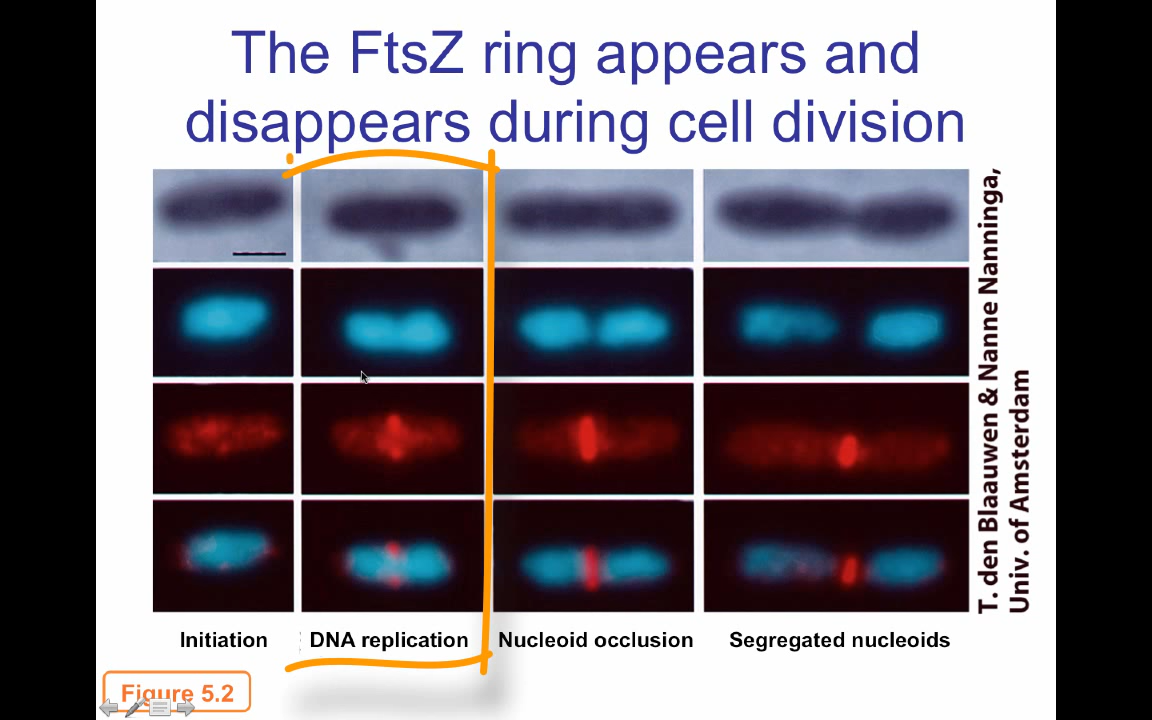 The FtsZ ring appears and
disappears during cell division
T. den Blaauwen & Nanne Nanninga,
Univ. of Amsterdam
Initiation
DNA replication
Nucleoid occlusion
Segregated nucleoids
Figure 5.2